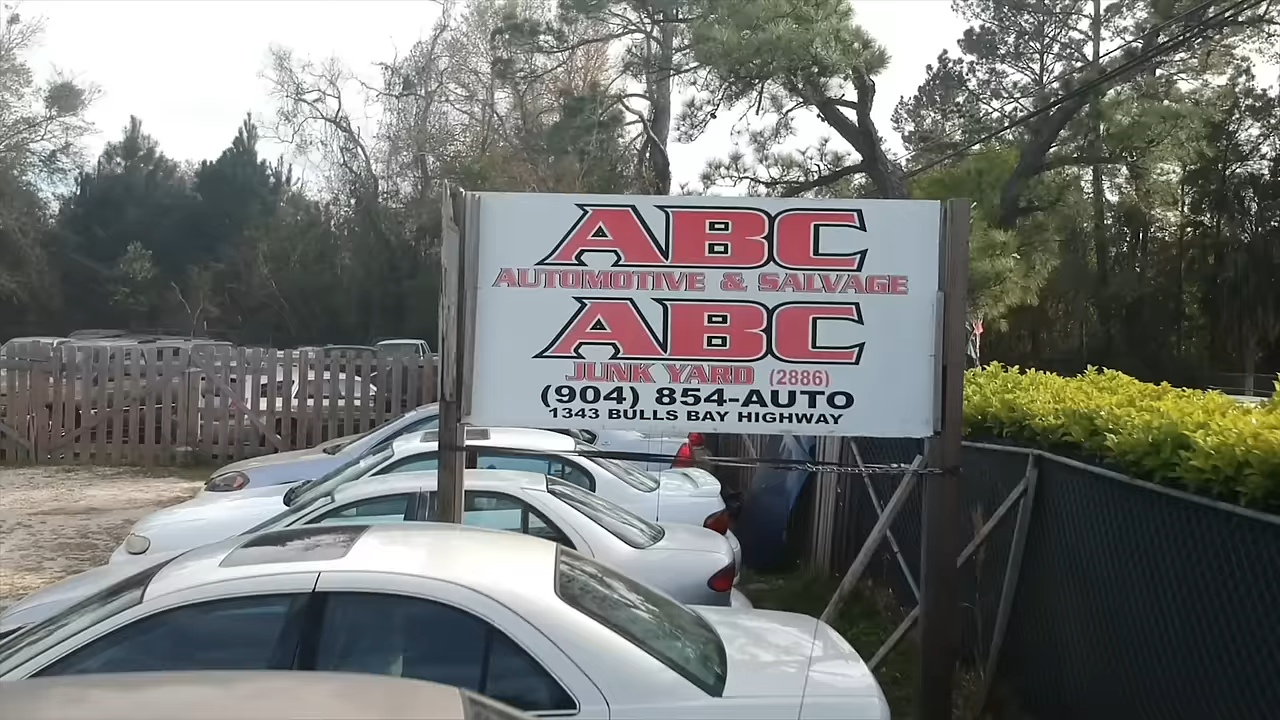 ABC
AUTOMOTIVE & SALVAGE
ABC
JUNK YARD (2886)
(904) 854-AUTO
1343 BULLS BAY HIGHWAY